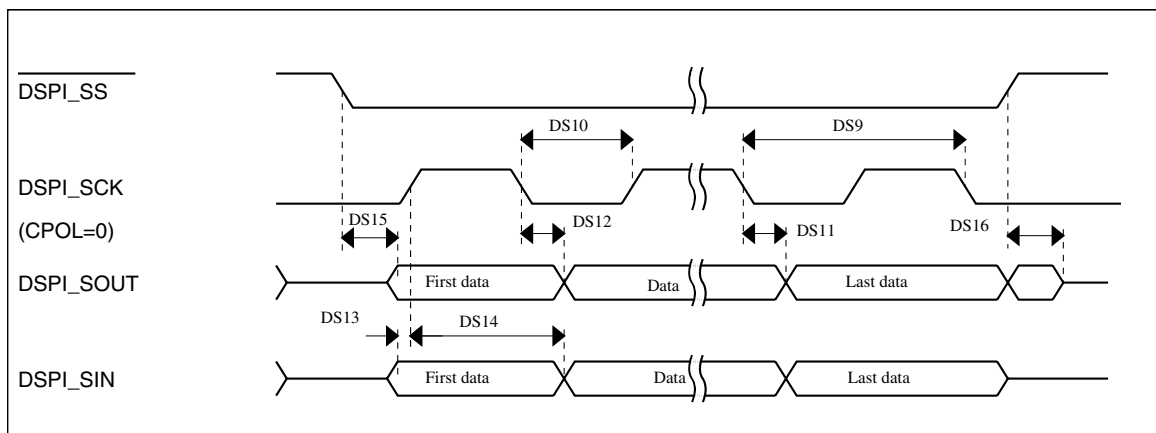 DSPI_SS
DS10
DS9
DSPI_SCK
(CPOL=0)
DS15
DS12
DS11
DS16
DSPI_SOUT
First data
Data
Last data
DS13
DS14
DSPI_SIN
First data
Data
Last data